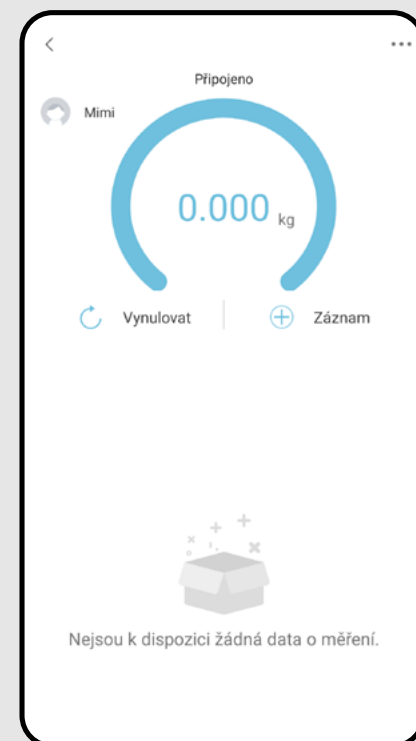 Připojeno
Mimi
0.000 kg
Vynulovat
Záznam
Nejsou k dispozici žádná data o měření.